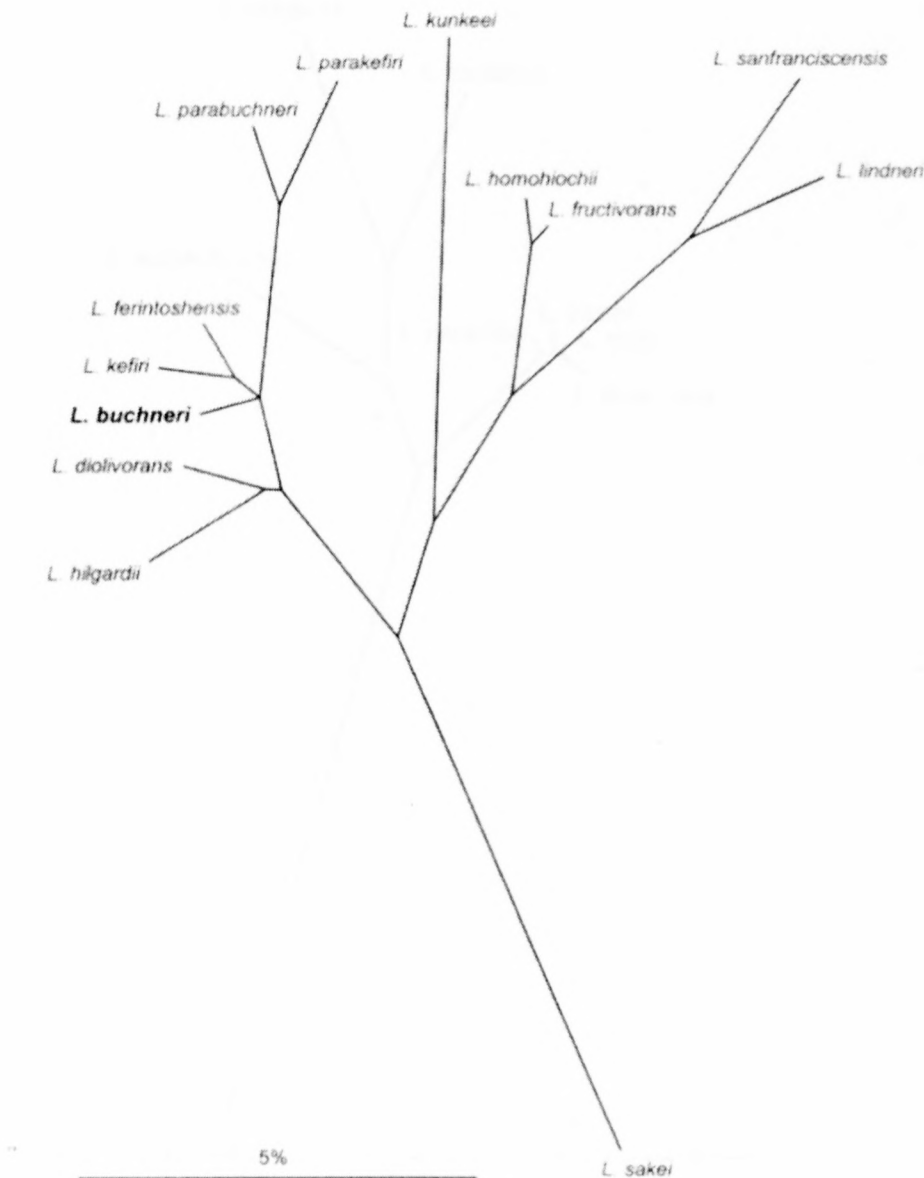 L. kunkeei
L. sanfranciscensis
L. parakefiri
L. parabuchneri
L. homohiochii
L. lindneri
L. fructivorans
L. ferintoshensis
L. kefiri
L. buchneri
L. diolivorans
L. hilgardii
5%
L. sakei